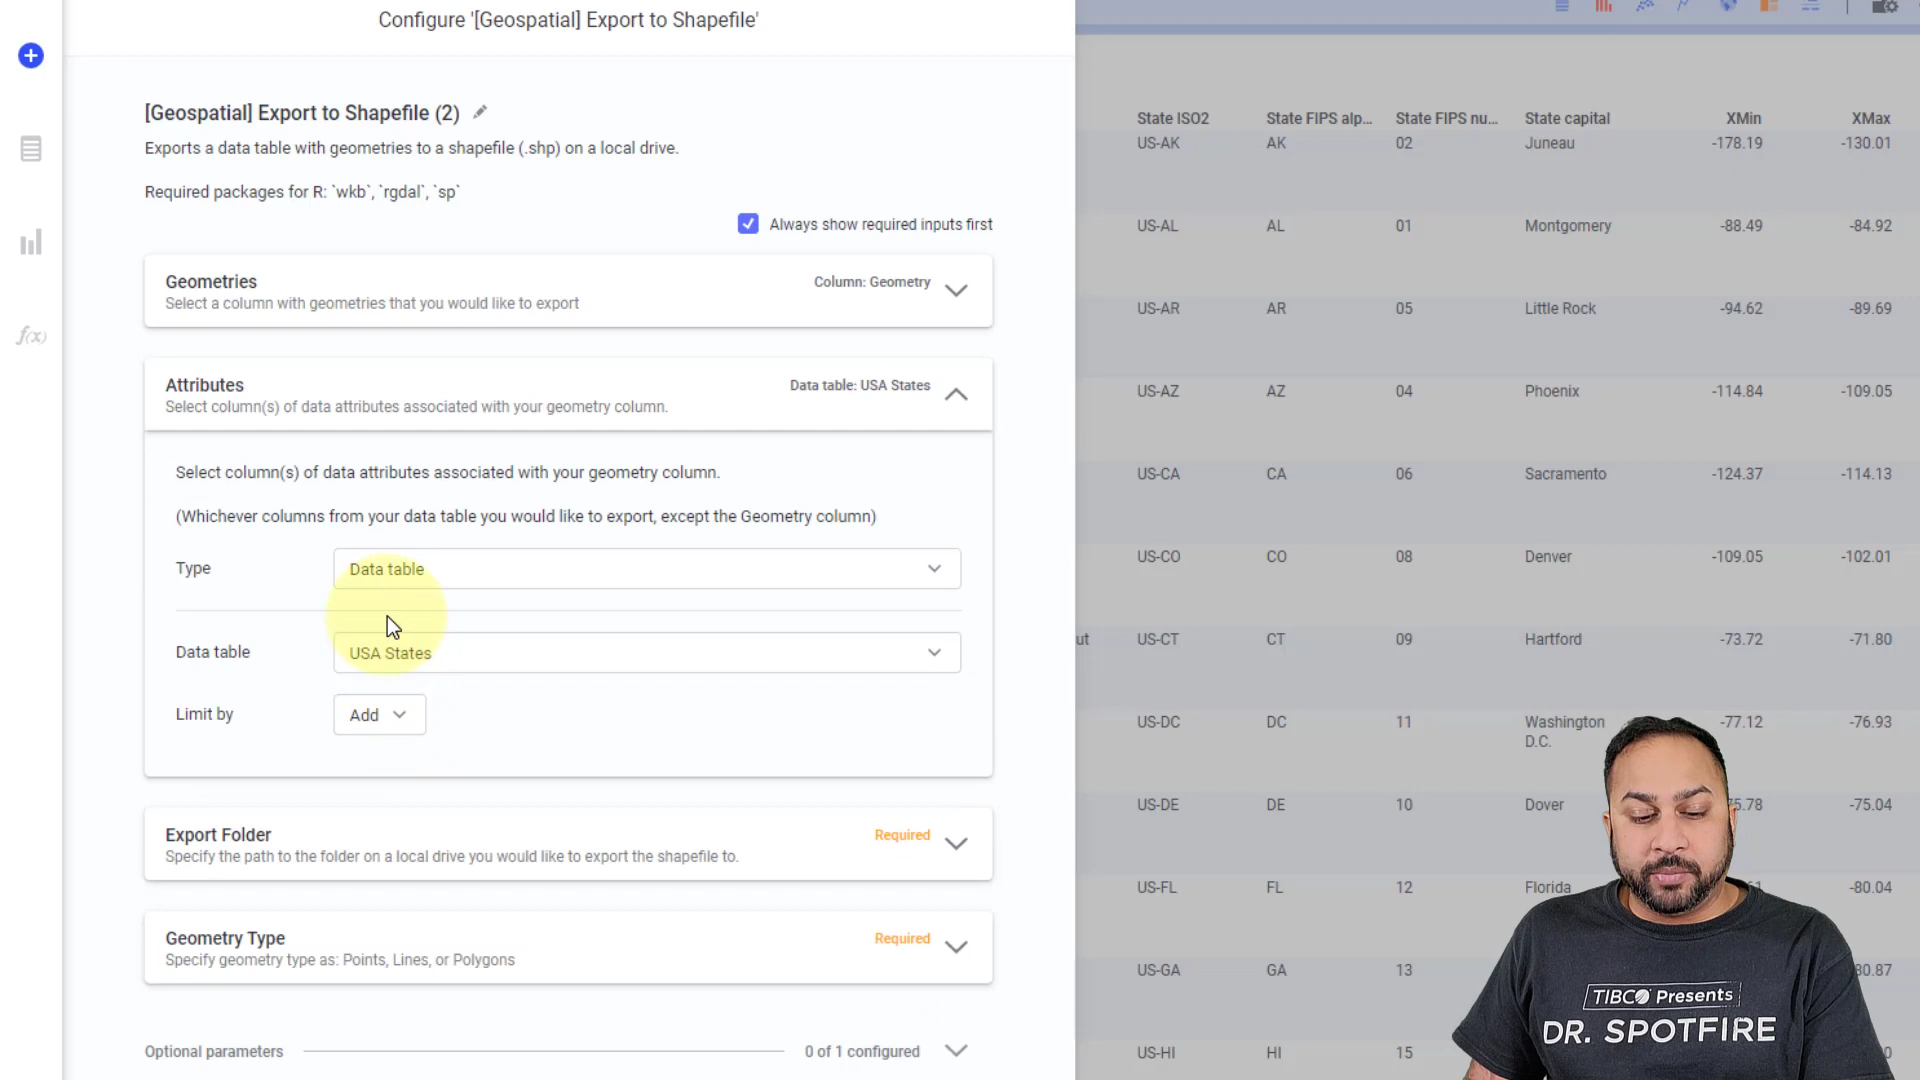 Configure '[Geospatial] Export to Shapefile'
[Geospatial] Export to Shapefile (2)
Exports a data table with geometries to a shapefile (.shp) on a local drive.
Required packages for R: `wkb`, `rgdal`, `sp`
Always show required inputs first
Geometries
Column: Geometry
Select a column with geometries that you would like to export
Attributes
Data table: USA States
Select column(s) of data attributes associated with your geometry column.
Select column(s) of data attributes associated with your geometry column.
(Whichever columns from your data table you would like to export, except the Geometry column)
Type
Data table
Data table
USA States
Limit by
Add
Export Folder
Required
Specify the path to the folder on a local drive you would like to export the shapefile to.
Geometry Type
Required
Specify geometry type as: Points, Lines, or Polygons
Optional parameters
0 of 1 configured
f(x)
State ISO2 State FIPS alp... State FIPS nu... State capital XMin XMax
US-AK AK 02 Juneau -178.19 -130.01
US-AL AL 01 Montgomery -88.49 -84.92
US-AR AR 05 Little Rock -94.62 -89.69
US-AZ AZ 04 Phoenix -114.84 -109.05
US-CA CA 06 Sacramento -124.37 -114.13
US-CO CO 08 Denver -109.05 -102.01
ut US-CT CT 09 Hartford -73.72 -71.80
US-DC DC 11 Washington D.C. -77.12 -76.93
US-DE DE 10 Dover 5.78 -75.04
US-FL FL 12 Florida -80.04
US-GA GA 13 80.87
US-HI HI 15
TIBCO Presents
DR. SPOTFIRE